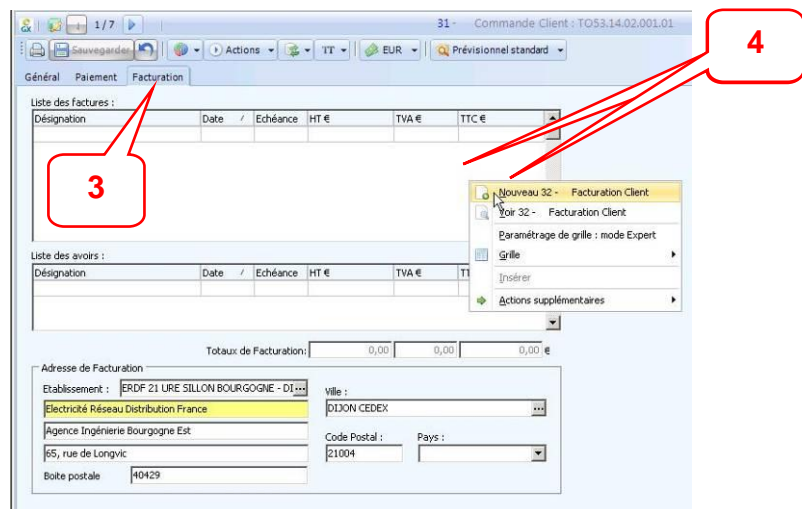 1/7 31 - Commande Client : TO53.14.02.001.01
Sauvegarder Actions TT EUR Prévisionnel standard
Général Paiement Facturation
Liste des factures :
Désignation Date / Echéance HT € TVA € TTC €
3
4
Nouveau 32 - Facturation Client
Voir 32 - Facturation Client
Paramétrage de grille : mode Expert
Grille
Insérer
Actions supplémentaires
Liste des avoirs :
Désignation Date / Echéance HT € TVA €
Totaux de Facturation: 0,00 0,00 0,00 €
Adresse de Facturation
Etablissement : ERDF 21 URE SILLON BOURGOGNE - DI...
Electricité Réseau Distribution France
Agence Ingénierie Bourgogne Est
65, rue de Longvic
Boite postale 40429
Ville :
DIJON CEDEX ...
Code Postal : Pays :
21004